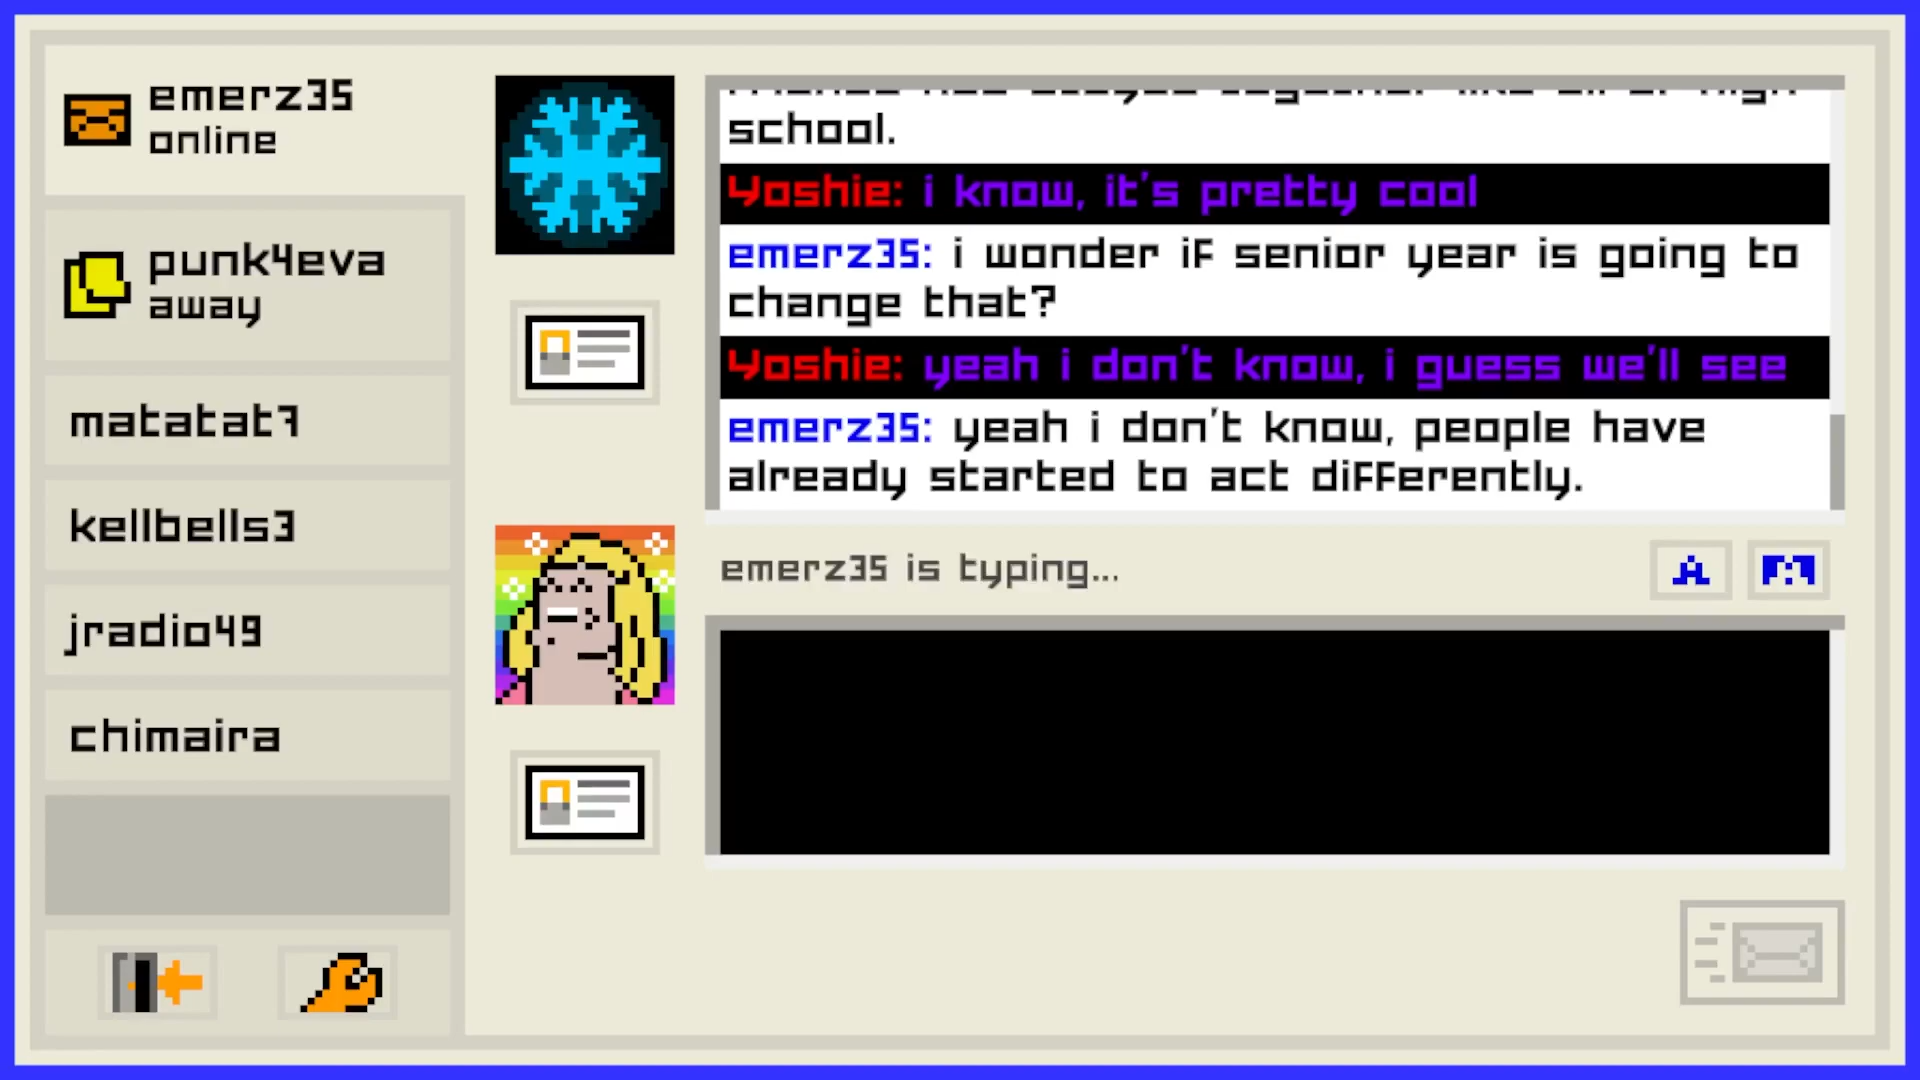 emerz35
online
punk4eva
away
matatat7
kellbells3
jradio49
chimaira
school.
Yoshie: i know, it's pretty cool
emerz35: i wonder if senior year is going to
change that?
Yoshie: yeah i don't know, i guess we'll see
emerz35: yeah i don't know, people have
already started to act differently.
emerz35 is typing...
A